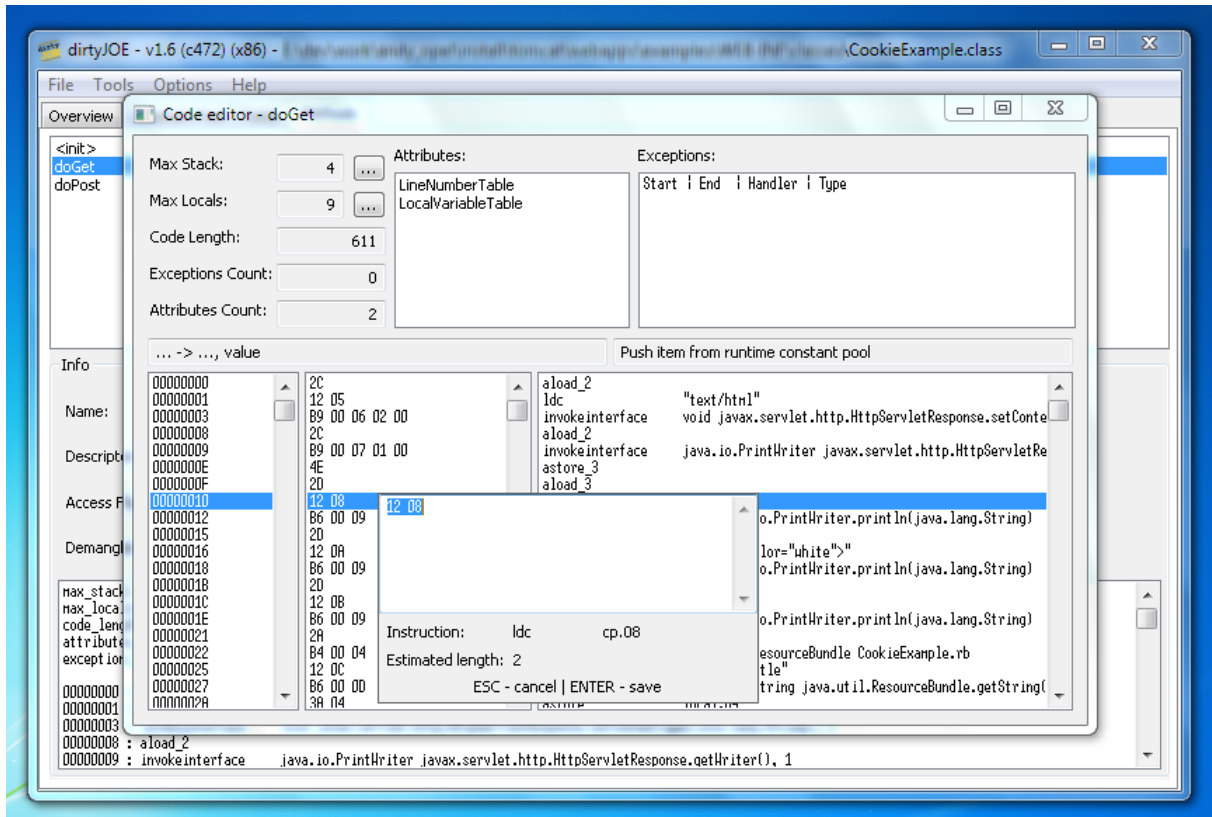 dirtyJOE - v1.6 (c472) (x86) - \CookieExample.class
File Tools Options Help
Overview
Code editor - doGet
<init>
doGet
doPost
Max Stack: 4 ...
Max Locals: 9 ...
Code Length: 611
Exceptions Count: 0
Attributes Count: 2
Attributes:
LineNumberTable
LocalVariableTable
Exceptions:
Start ¦ End ¦ Handler ¦ Type
... -> ..., value
Push item from runtime constant pool
Info
Name:
Descripto
Access F
Demangl
00000000 2C aload_2
00000001 12 05 ldc "text/html"
00000003 B9 00 06 02 00 invokeinterface void javax.servlet.http.HttpServletResponse.setConte
00000008 2C aload_2
00000009 B9 00 07 01 00 invokeinterface java.io.PrintWriter javax.servlet.http.HttpServletRe
0000000E 4E astore_3
0000000F 2D aload_3
00000010 12 08
00000012 B6 00 09 o.PrintWriter.println(java.lang.String)
00000015 2D
00000016 12 0A lor="white">"
00000018 B6 00 09 o.PrintWriter.println(java.lang.String)
0000001B 2D
0000001C 12 0B
0000001E B6 00 09 o.PrintWriter.println(java.lang.String)
00000021 2A
00000022 B4 00 04 esourceBundle CookieExample.rb
00000025 12 0C tle"
00000027 B6 00 0D tring java.util.ResourceBundle.getString(
0000002A 3A 04 astore local.04
12 08
Instruction: ldc cp.08
Estimated length: 2
ESC - cancel | ENTER - save
max_stack
max_local
code_leng
attribute
exception
00000000
00000001
00000003
00000008 : aload_2
00000009 : invokeinterface java.io.PrintWriter javax.servlet.http.HttpServletResponse.getWriter(), 1